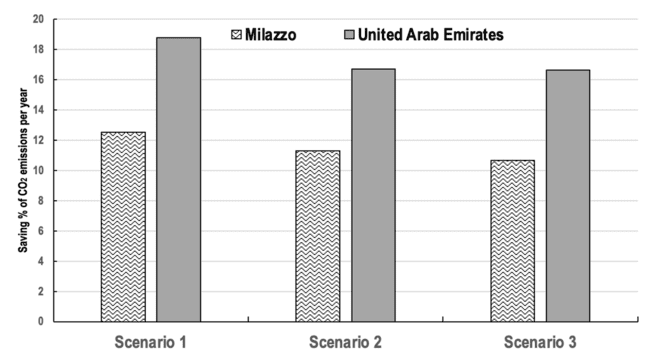 Saving % of CO₂ emissions per year
20
18
16
14
12
10
8
6
4
2
0
Milazzo
United Arab Emirates
Scenario 1
Scenario 2
Scenario 3